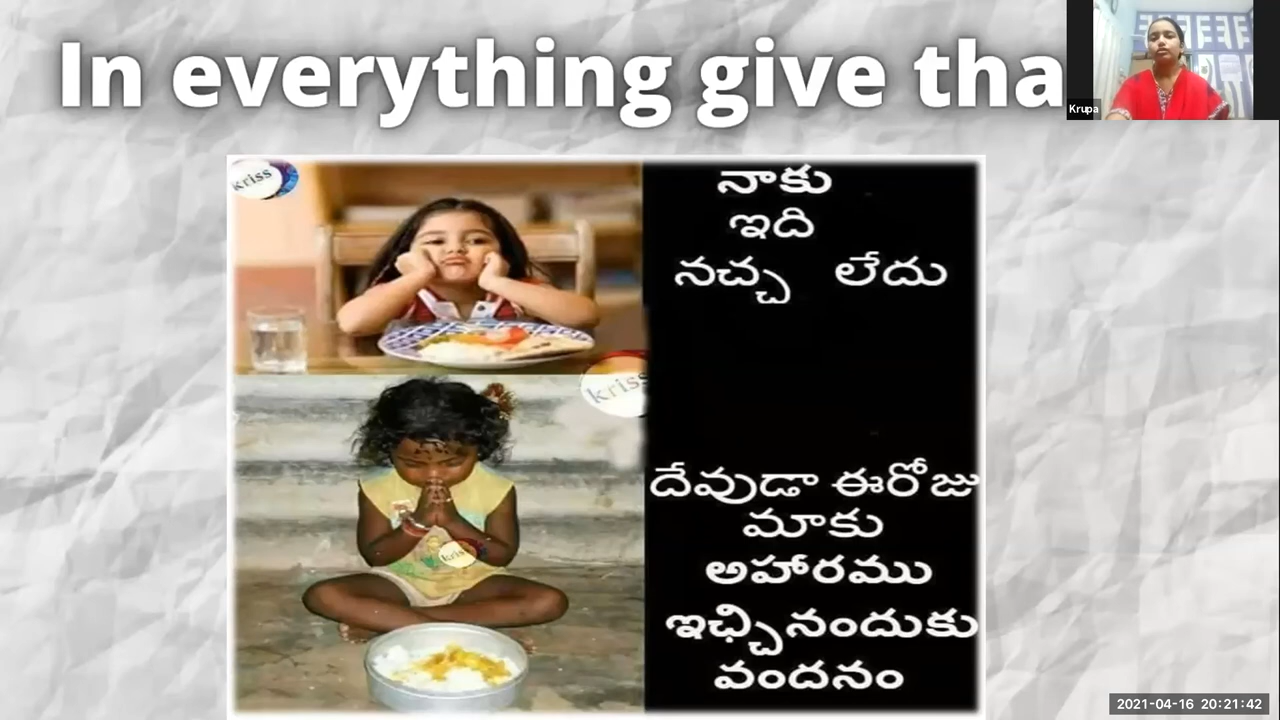 In everything give tha
Krupa
kriss
నాకు
ఇది
నచ్చ లేదు
kriss
దేవుడా ఈరోజు
మాకు
అహారము
kriss
ఇచ్చినందుకు
వందనం
2021-04-16 20:21:42